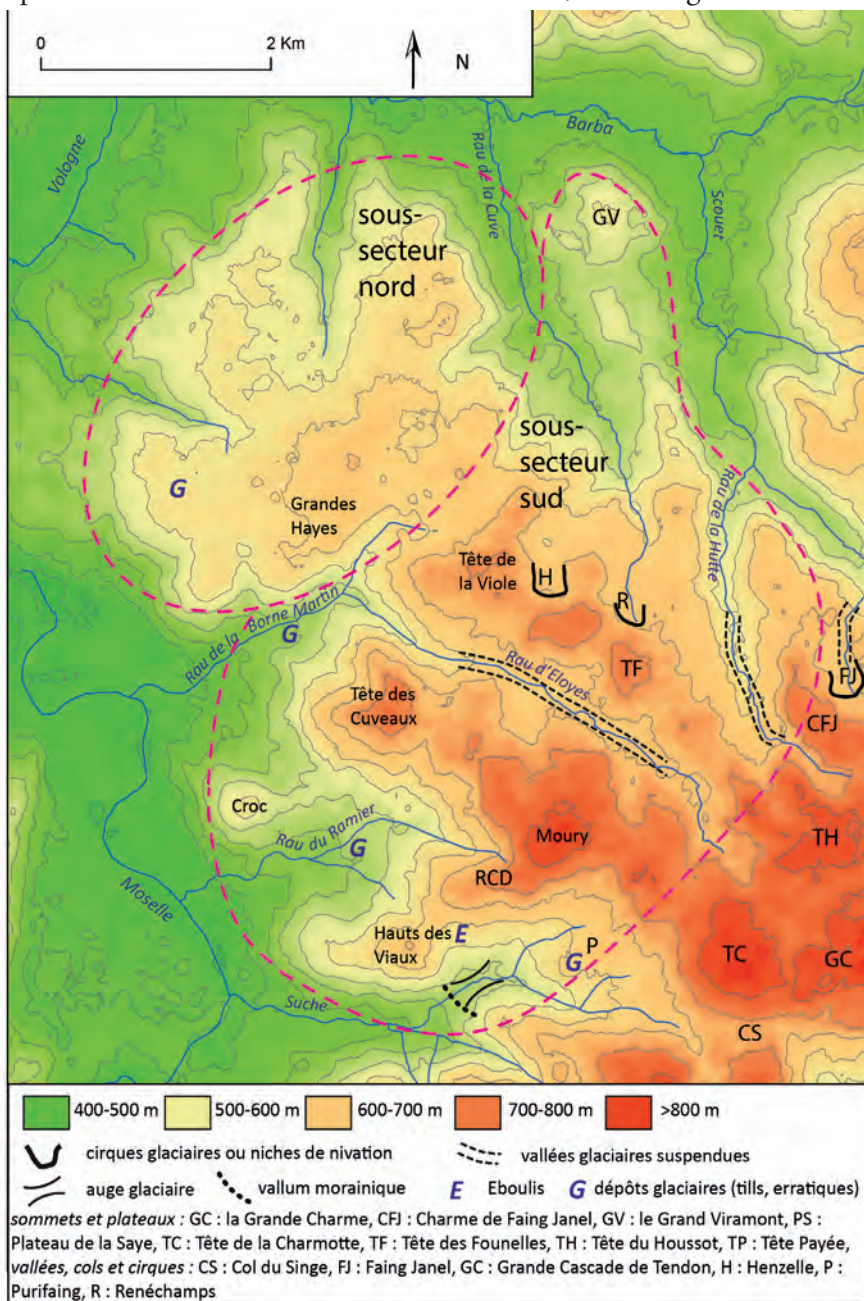 0 2 Km
N
Vologne
Rau de la Cuve
Barba
Scouet
sous-
secteur
nord
GV
sous-
secteur
sud
G
Grandes
Hayes
Rau de la Hutte
Tête de
la Viole
H
R
Rau de la Borne Martin
G
Rau d'Eloyes
TF
FJ
CFJ
Tête des
Cuveaux
Croc
Rau du Ramier
G
Moury
TH
RCD
Moselle
Hauts des
Viaux
E
P
G
TC
GC
Suche
CS
400-500 m 500-600 m 600-700 m 700-800 m >800 m
cirques glaciaires ou niches de nivation vallées glaciaires suspendues
auge glaciaire vallum morainique E Eboulis G dépôts glaciaires (tills, erratiques)
sommets et plateaux : GC : la Grande Charme, CFJ : Charme de Faing Janel, GV : le Grand Viramont, PS :
Plateau de la Saye, TC : Tête de la Charmotte, TF : Tête des Founelles, TH : Tête du Houssot, TP : Tête Payée,
vallées, cols et cirques : CS : Col du Singe, FJ : Faing Janel, GC : Grande Cascade de Tendon, H : Henzelle, P :
Purifaing, R : Renéchamps